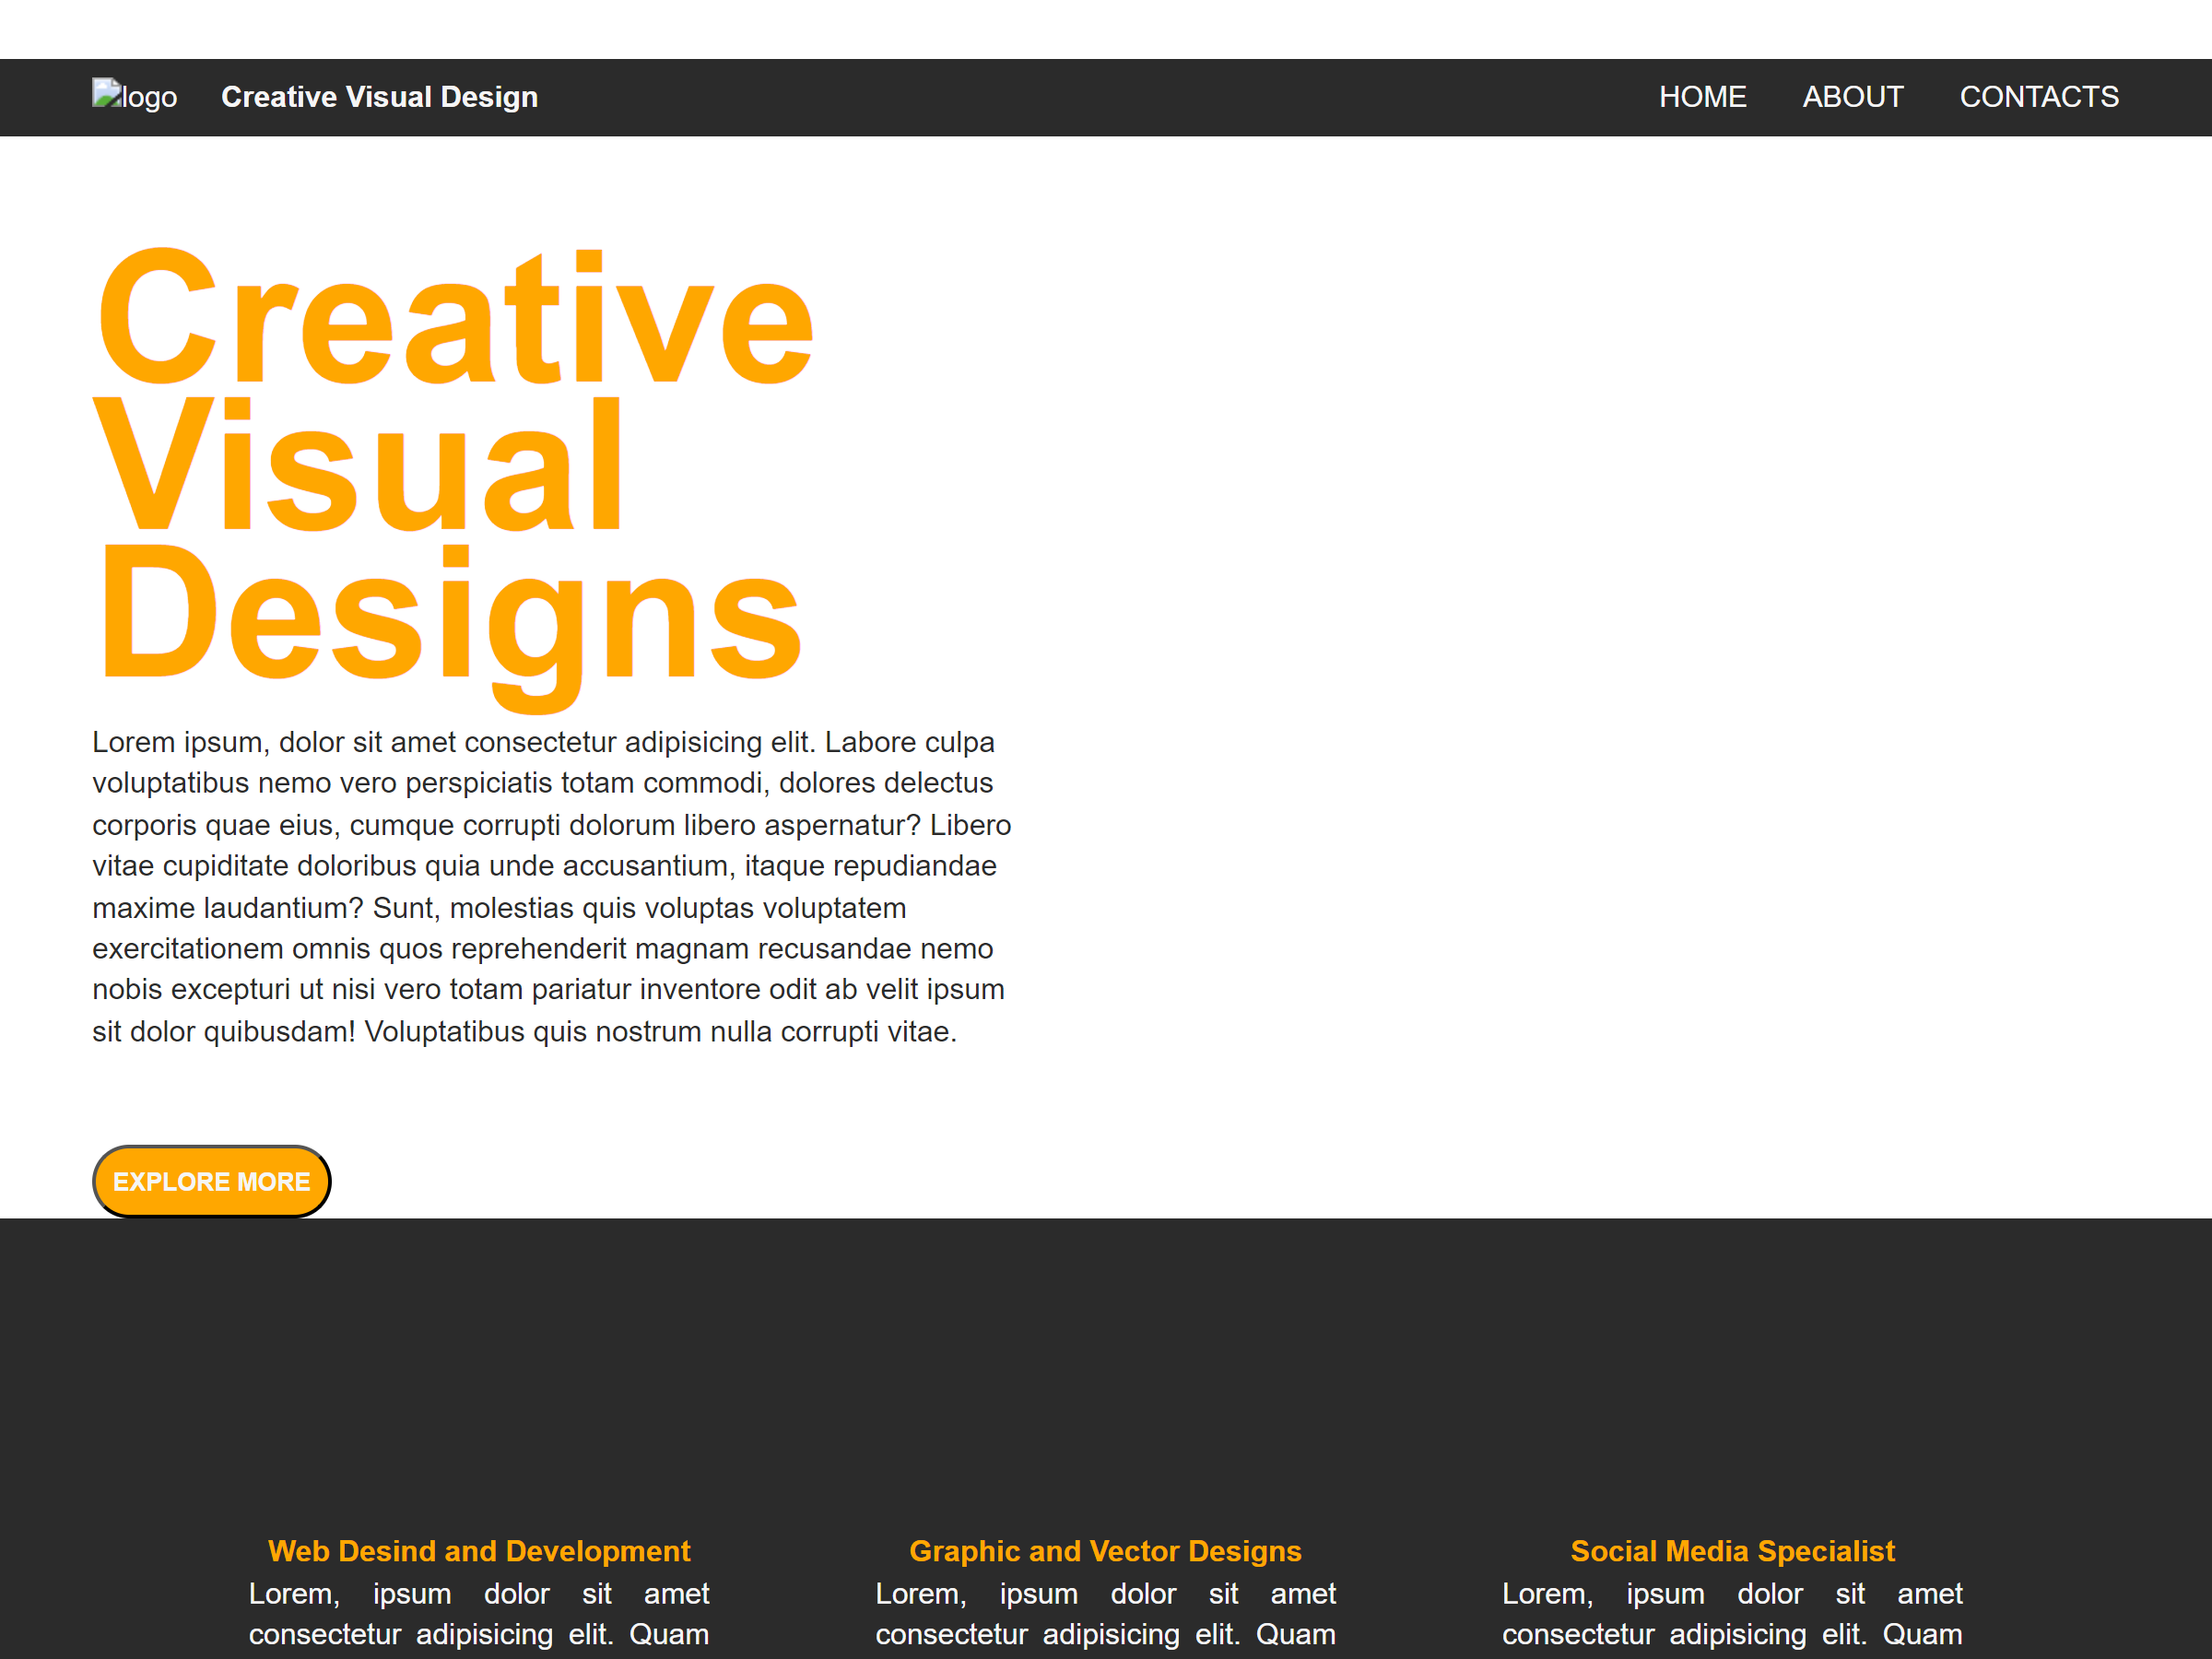 logo Creative Visual Design HOME ABOUT CONTACTS
Creative
Visual
Designs
Lorem ipsum, dolor sit amet consectetur adipisicing elit. Labore culpa
voluptatibus nemo vero perspiciatis totam commodi, dolores delectus
corporis quae eius, cumque corrupti dolorum libero aspernatur? Libero
vitae cupiditate doloribus quia unde accusantium, itaque repudiandae
maxime laudantium? Sunt, molestias quis voluptas voluptatem
exercitationem omnis quos reprehenderit magnam recusandae nemo
nobis excepturi ut nisi vero totam pariatur inventore odit ab velit ipsum
sit dolor quibusdam! Voluptatibus quis nostrum nulla corrupti vitae.
EXPLORE MORE
Web Desind and Development
Lorem, ipsum dolor sit amet
consectetur adipisicing elit. Quam
Graphic and Vector Designs
Lorem, ipsum dolor sit amet
consectetur adipisicing elit. Quam
Social Media Specialist
Lorem, ipsum dolor sit amet
consectetur adipisicing elit. Quam